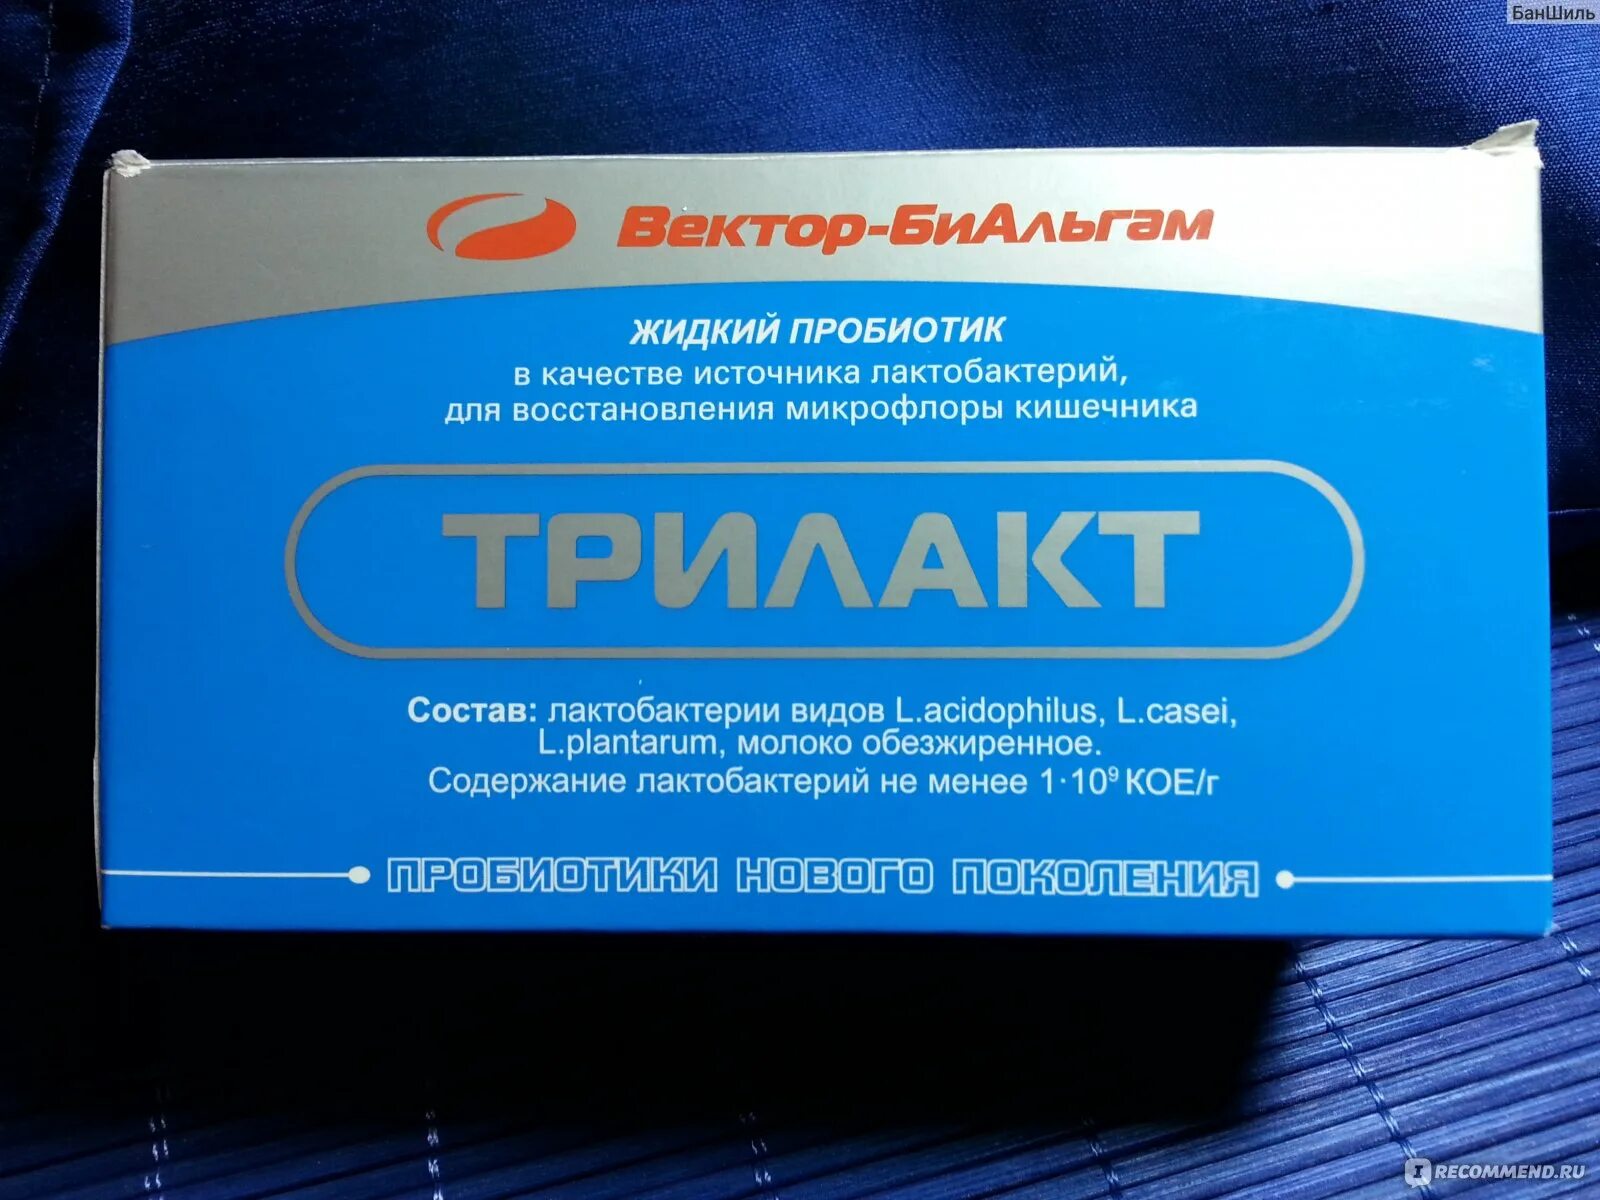 БанШиль
Вектор-БиАльгам
ЖИДКИЙ ПРОБИОТИК
в качестве источника лактобактерий,
для восстановления микрофлоры кишечника
ТРИЛАКТ
Состав: лактобактерии видов L.acidophilus, L.casei,
L.plantarum, молоко обезжиренное.
Содержание лактобактерий не менее 1·10⁹ КОЕ/г
ПРОБИОТИКИ НОВОГО ПОКОЛЕНИЯ
RECOMMEND.RU